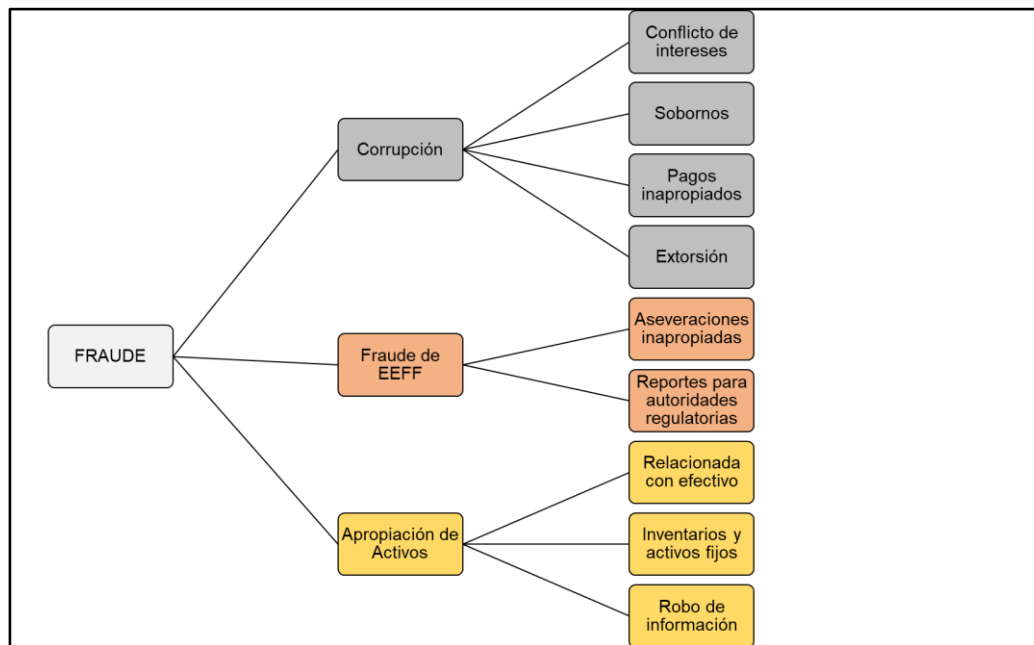 Conflicto de
intereses
Sobornos
Corrupción
Pagos
inapropiados
Extorsión
FRAUDE
Fraude de
EEFF
Aseveraciones
inapropiadas
Reportes para
autoridades
regulatorias
Relacionada
con efectivo
Apropiación de
Activos
Inventarios y
activos fijos
Robo de
información